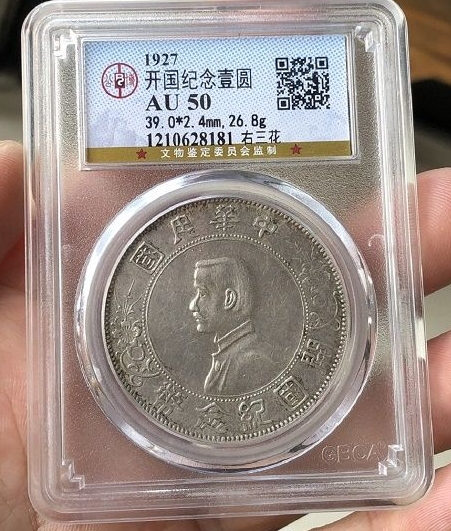 1927
公博
开国纪念壹圆
AU 50
39.0*2.4mm, 26.8g
1210628181 右三花
★ 文物鉴定委员会监制 ★
中華民國
開國紀念幣
GBCA